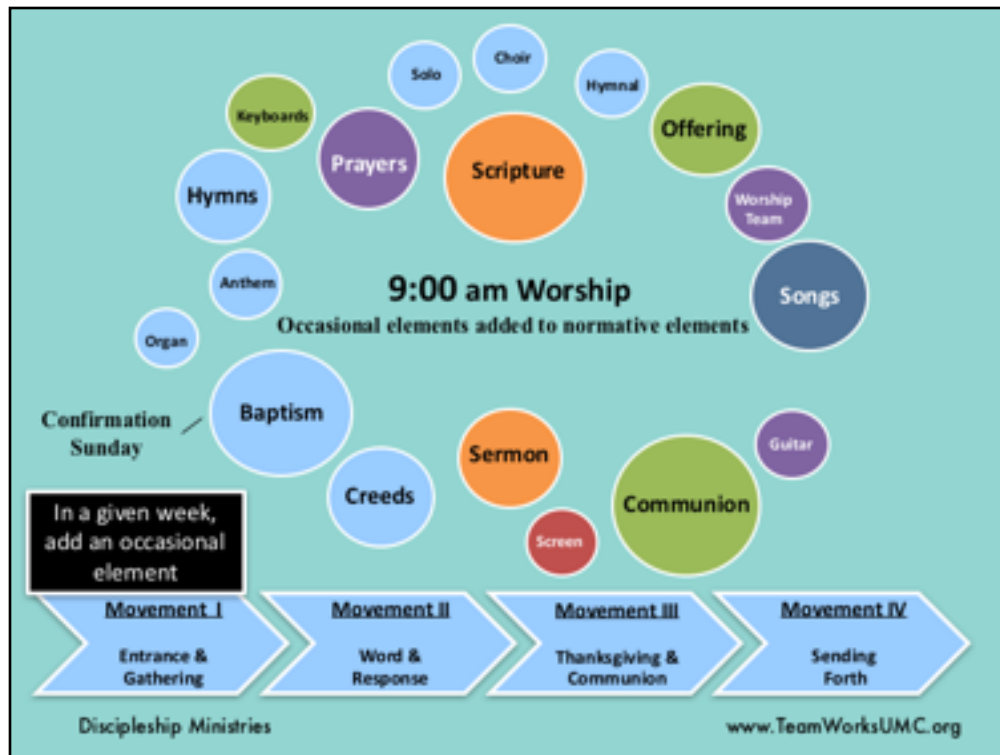 Choir
Solo
Hymnal
Keyboards
Offering
Prayers
Scripture
Hymns
Worship
Team
Anthem
9:00 am Worship
Songs
Occasional elements added to normative elements
Organ
Baptism
Confirmation
Sunday
Sermon
Guitar
Creeds
Communion
Screen
In a given week,
add an occasional
element
Movement I
Entrance &
Gathering
Movement II
Word &
Response
Movement III
Thanksgiving &
Communion
Movement IV
Sending
Forth
Discipleship Ministries
www.TeamWorksUMC.org